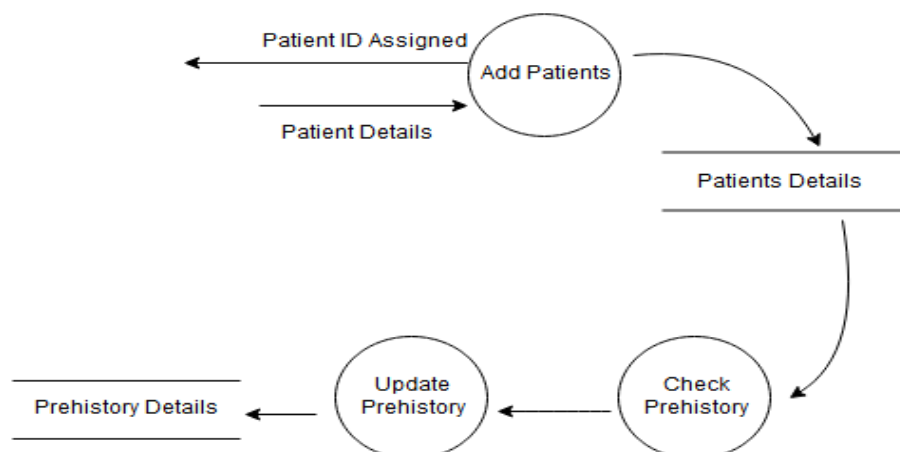 Patient ID Assigned
Add Patients
Patient Details
Patients Details
Update
Prehistory
Check
Prehistory
Prehistory Details